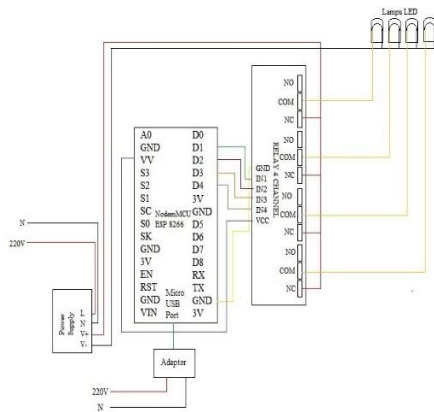 Lampu LED
NO
COM
NC
NO
COM
NC
NO
COM
NC
NO
COM
NC
RELAY 4 CHANNEL
GND
IN1
IN2
IN3
IN4
VCC
A0 D0
GND D1
VV D2
S3 D3
S2 D4
S1 3V
SC GND
S0 D5
SK D6
GND D7
3V D8
EN RX
RST TX
GND GND
VIN 3V
NodemMCU
ESP 8266
Micro
USB
Port
N
220V
Power
Supply
L
N
V+
V-
Adaptor
220V
N